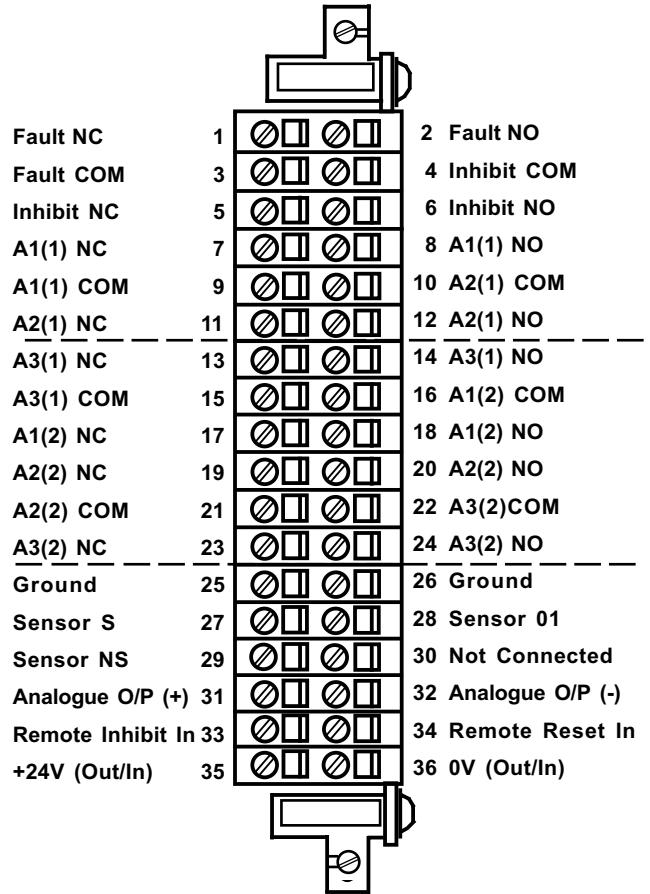 Fault NC 1 2 Fault NO
Fault COM 3 4 Inhibit COM
Inhibit NC 5 6 Inhibit NO
A1(1) NC 7 8 A1(1) NO
A1(1) COM 9 10 A2(1) COM
A2(1) NC 11 12 A2(1) NO
A3(1) NC 13 14 A3(1) NO
A3(1) COM 15 16 A1(2) COM
A1(2) NC 17 18 A1(2) NO
A2(2) NC 19 20 A2(2) NO
A2(2) COM 21 22 A3(2)COM
A3(2) NC 23 24 A3(2) NO
Ground 25 26 Ground
Sensor S 27 28 Sensor 01
Sensor NS 29 30 Not Connected
Analogue O/P (+) 31 32 Analogue O/P (-)
Remote Inhibit In 33 34 Remote Reset In
+24V (Out/In) 35 36 0V (Out/In)